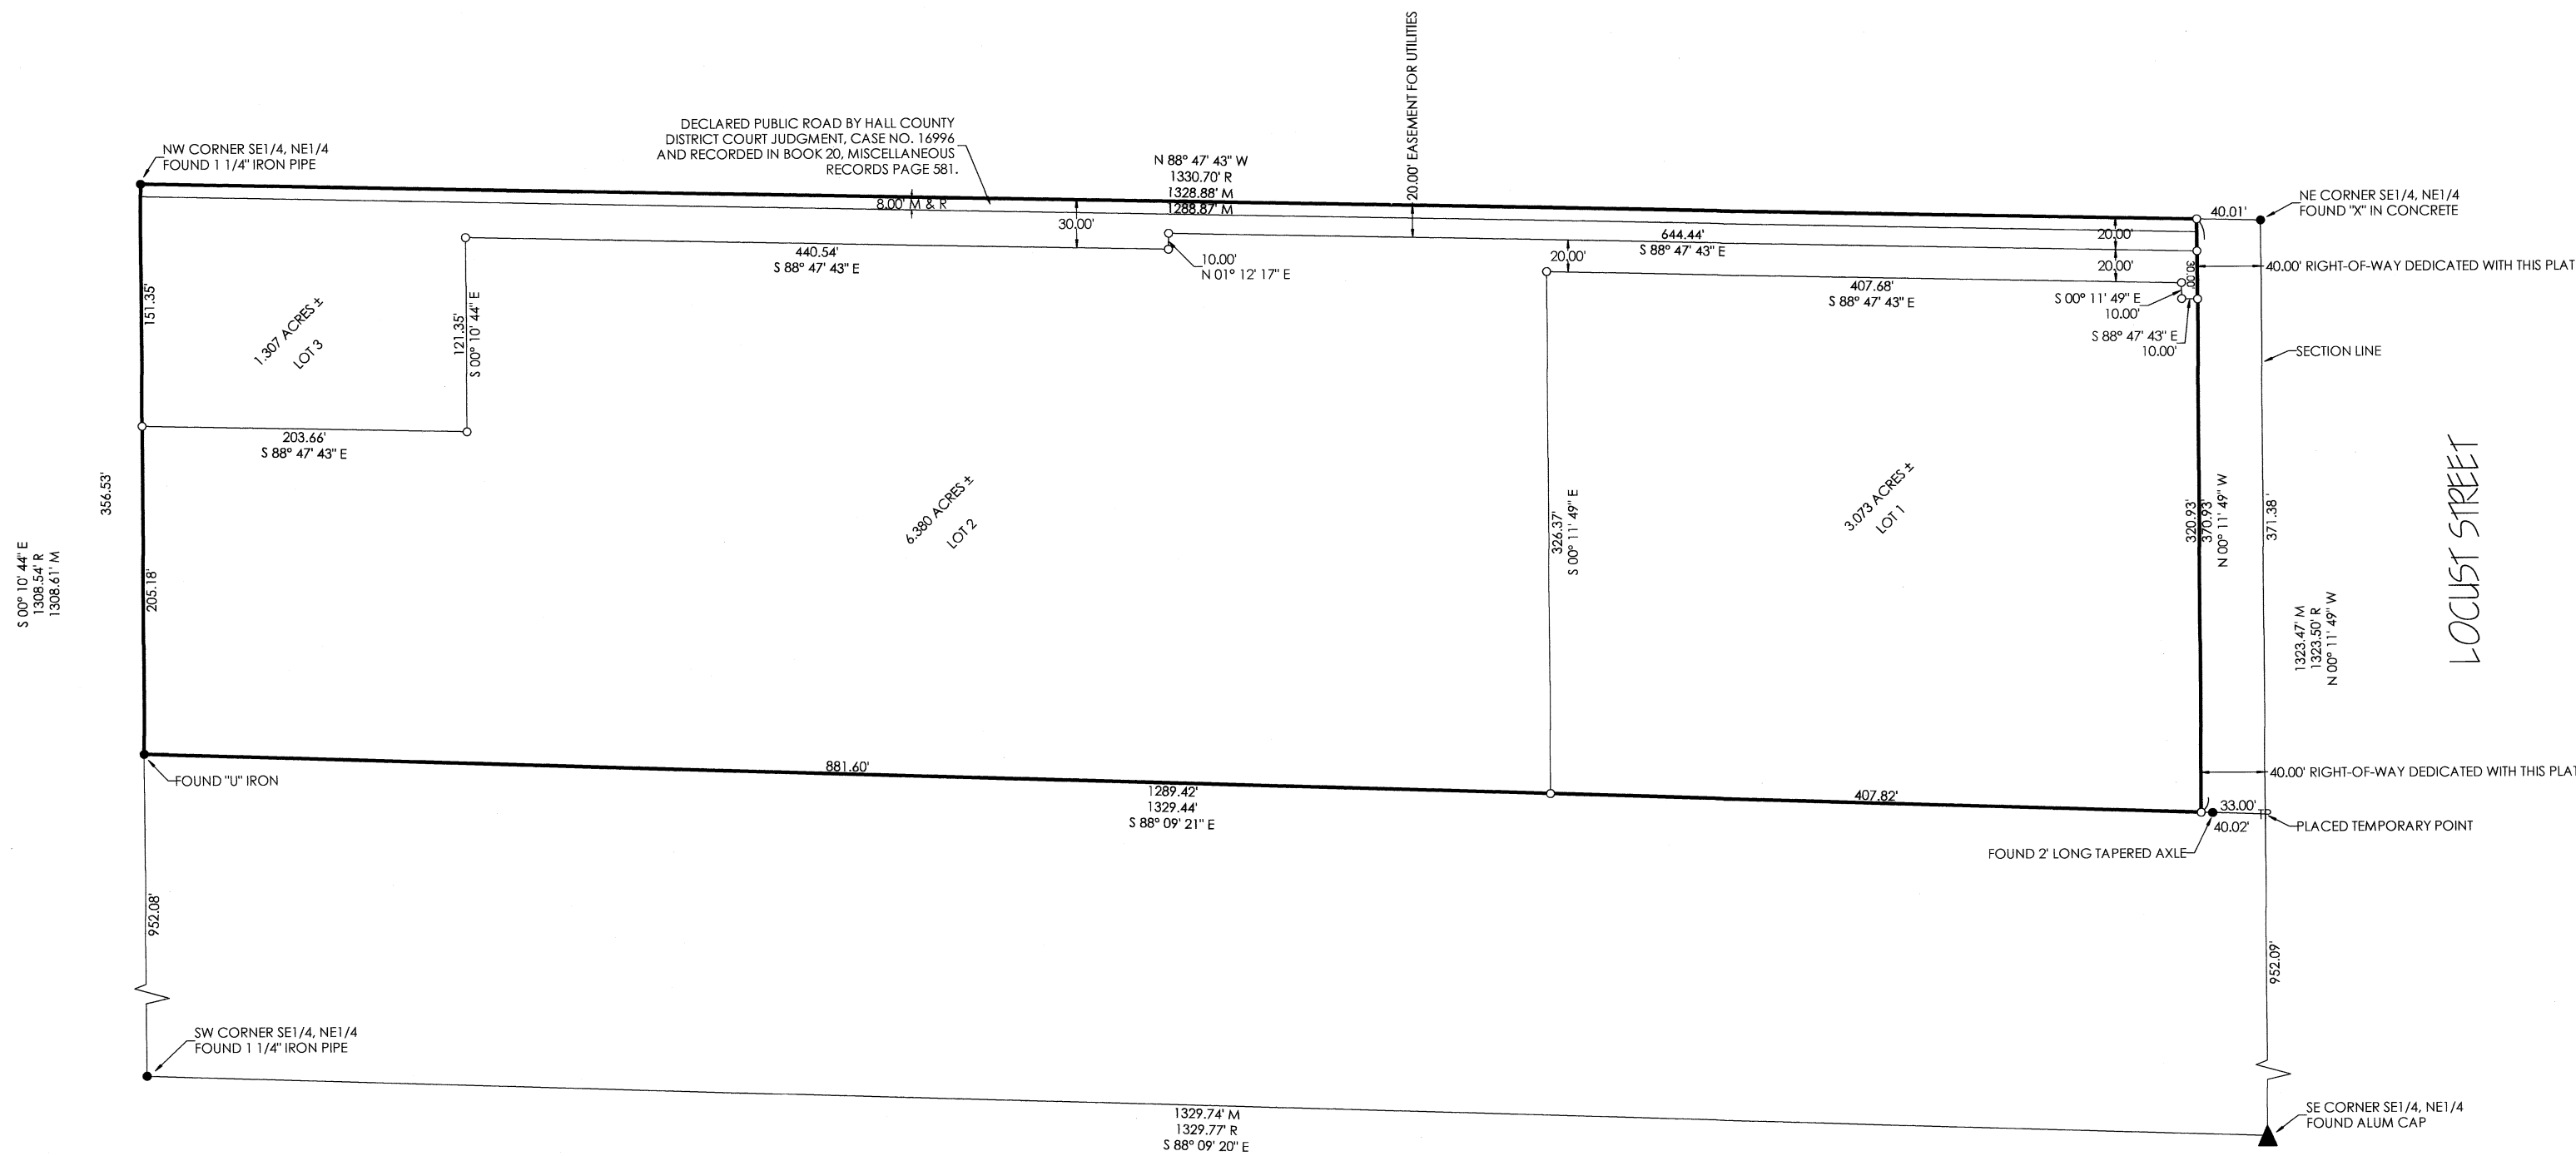 20.00' EASEMENT FOR UTILITIES
DECLARED PUBLIC ROAD BY HALL COUNTY
DISTRICT COURT JUDGMENT, CASE NO. 16996
AND RECORDED IN BOOK 20, MISCELLANEOUS
RECORDS PAGE 581.
NW CORNER SE1/4, NE1/4
FOUND 1 1/4" IRON PIPE
N 88° 47' 43" W
1330.70' R
1328.88' M
1288.87' M
NE CORNER SE1/4, NE1/4
FOUND "X" IN CONCRETE
40.01'
8.00' M & R
30.00'
440.54'
S 88° 47' 43" E
10.00'
N 01° 12' 17" E
644.44'
S 88° 47' 43" E
20.00'
20.00'
20.00'
30.00'
40.00' RIGHT-OF-WAY DEDICATED WITH THIS PLAT
407.68'
S 88° 47' 43" E
S 00° 11' 49" E
10.00'
S 88° 47' 43" E
10.00'
SECTION LINE
151.35'
1.307 ACRES ±
LOT 3
121.35'
S 00° 10' 44" E
203.66'
S 88° 47' 43" E
356.53'
S 00° 10' 44" E
1308.54' R
1308.61' M
205.18'
6.380 ACRES ±
LOT 2
326.37'
S 00° 11' 49" E
3.073 ACRES ±
LOT 1
320.93'
370.93'
N 00° 11' 49" W
371.38 '
LOCUST STREET
1323.47' M
1323.50' R
N 00° 11' 49" W
FOUND "U" IRON
881.60'
1289.42'
1329.44'
S 88° 09' 21" E
407.82'
40.00' RIGHT-OF-WAY DEDICATED WITH THIS PLA
33.00'
TP
40.02'
PLACED TEMPORARY POINT
FOUND 2' LONG TAPERED AXLE
952.08'
952.09'
SW CORNER SE1/4, NE1/4
FOUND 1 1/4" IRON PIPE
1329.74' M
1329.77' R
S 88° 09' 20" E
SE CORNER SE1/4, NE1/4
FOUND ALUM CAP